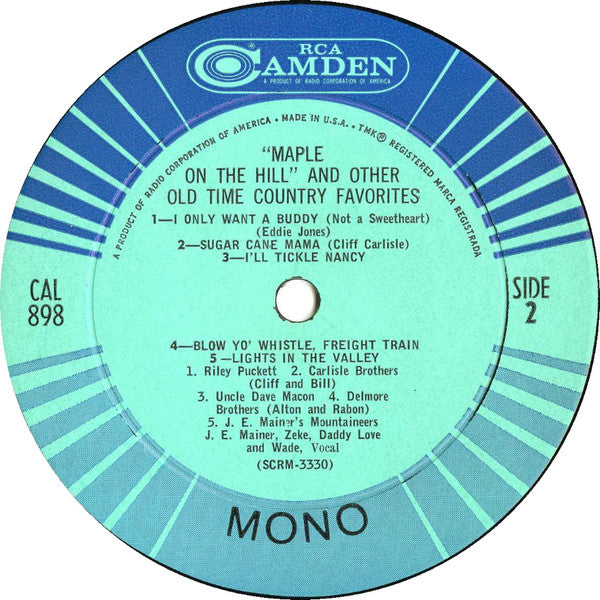 RCA
CAMDEN
A PRODUCT OF RADIO CORPORATION OF AMERICA
A PRODUCT OF RADIO CORPORATION OF AMERICA • MADE IN U.S.A. • TMK® REGISTERED MARCA REGISTRADA
"MAPLE
ON THE HILL" AND OTHER
OLD TIME COUNTRY FAVORITES
1—I ONLY WANT A BUDDY (Not a Sweetheart)
(Eddie Jones)
2—SUGAR CANE MAMA (Cliff Carlisle)
3—I'LL TICKLE NANCY
CAL
898
SIDE
2
4—BLOW YO' WHISTLE, FREIGHT TRAIN
5—LIGHTS IN THE VALLEY
1. Riley Puckett 2. Carlisle Brothers
(Cliff and Bill)
3. Uncle Dave Macon 4. Delmore
Brothers (Alton and Rabon)
5. J. E. Mainer's Mountaineers
J. E. Mainer, Zeke, Daddy Love
and Wade, Vocal
(SCRM-3330)
MONO